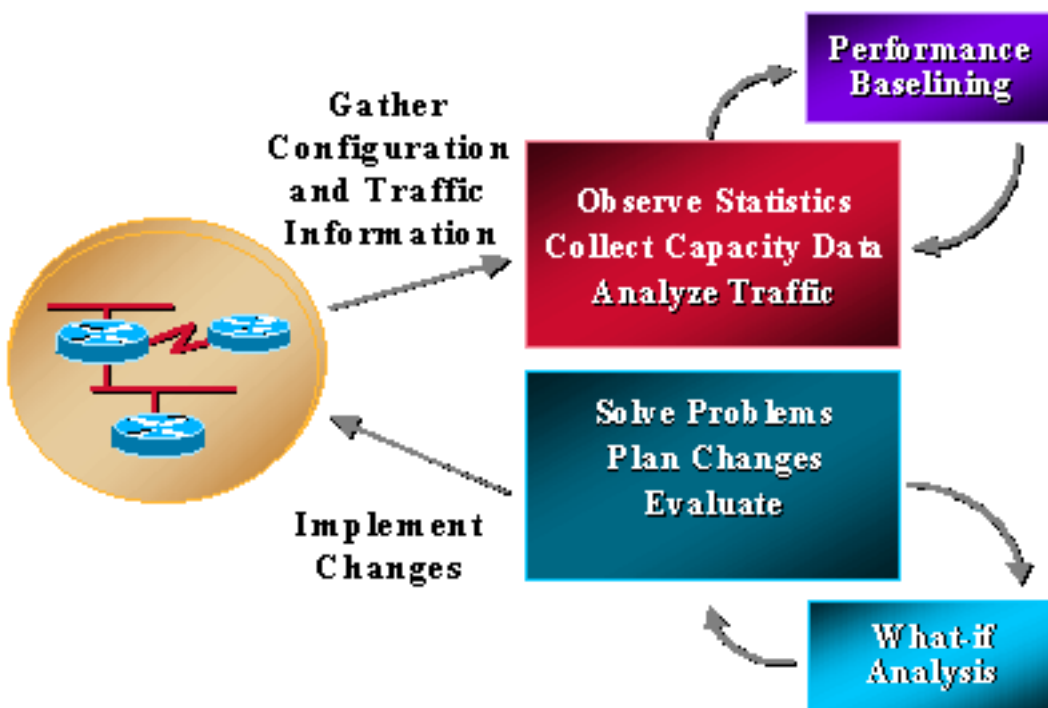 Performance
Baselining
Gather
Configuration
and Traffic
Information
Observe Statistics
Collect Capacity Data
Analyze Traffic
Solve Problems
Plan Changes
Evaluate
Implement
Changes
What-if
Analysis